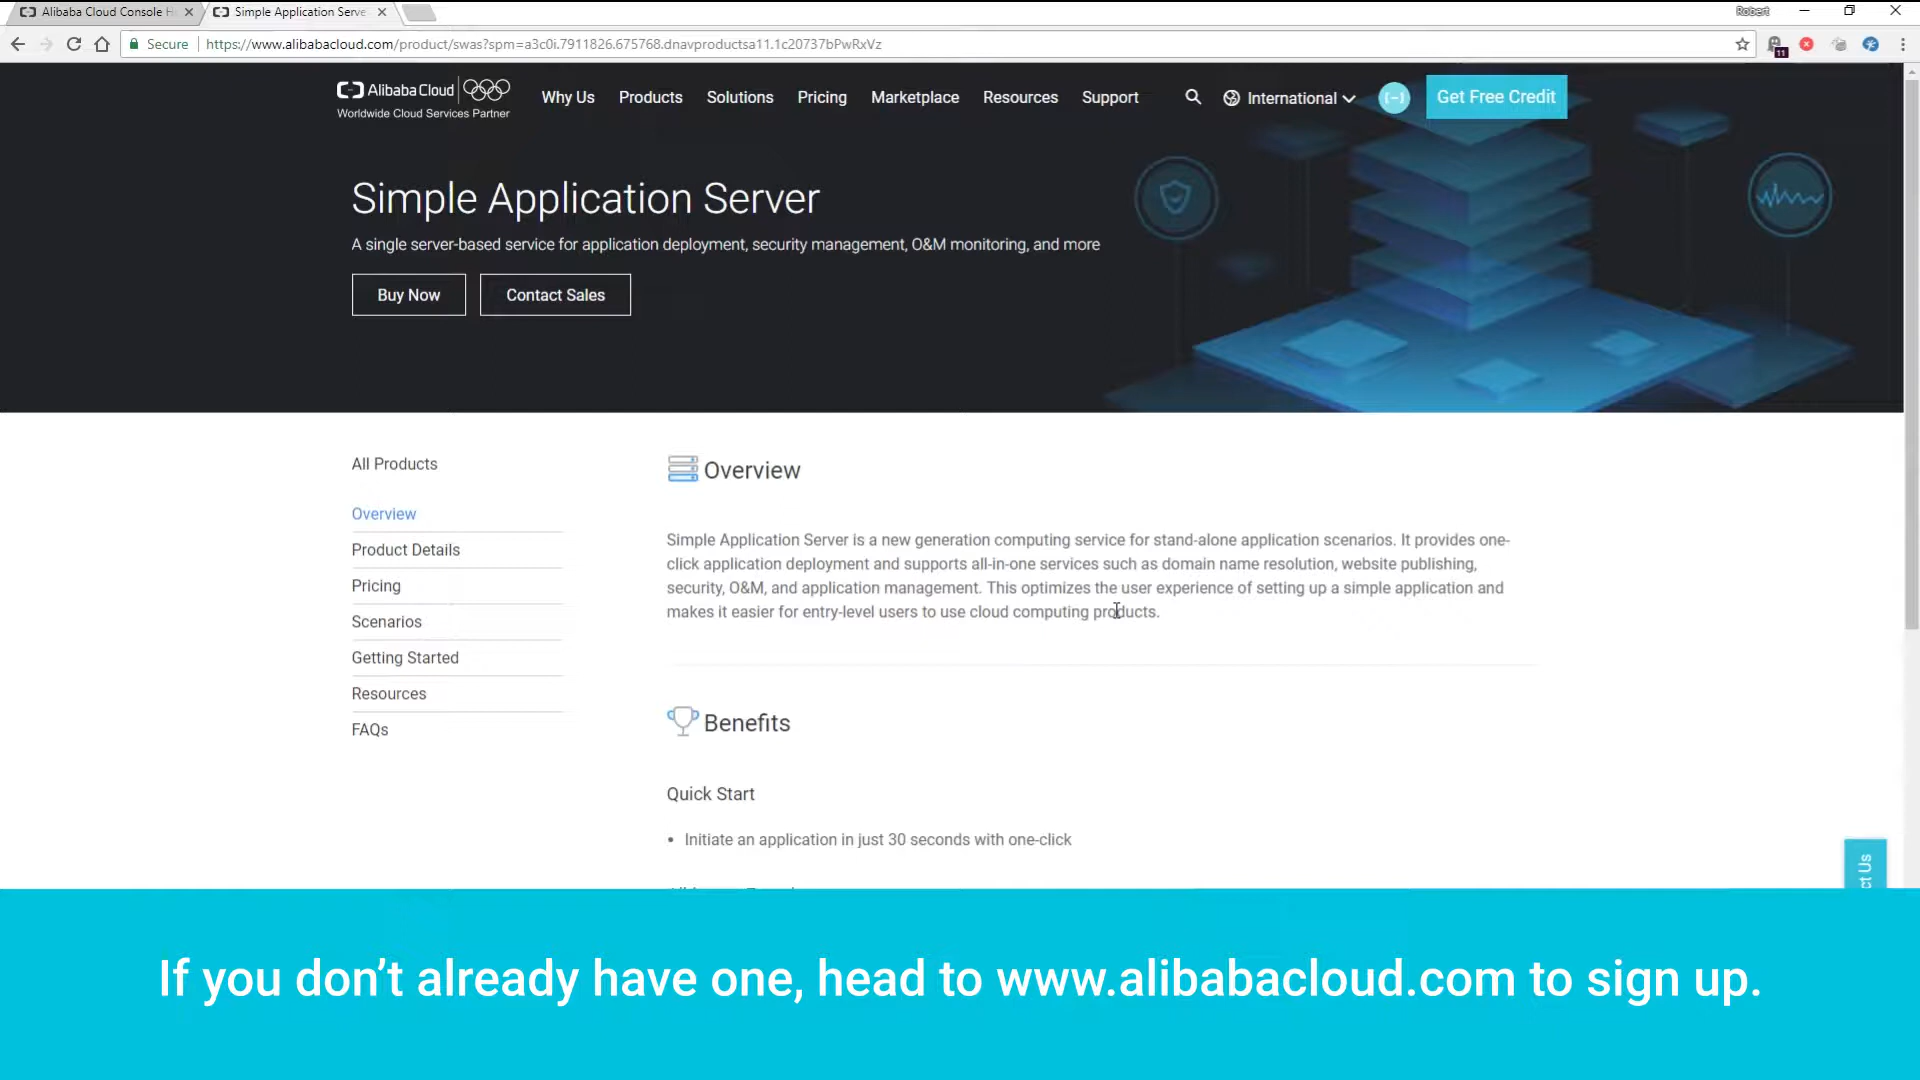 Alibaba Cloud Console H
Simple Application Serve
Robert
Secure
https://www.alibabacloud.com/product/swas?spm=a3c0i.7911826.675768.dnavproductsa11.1c20737bPwRxVz
11
Alibaba Cloud
Worldwide Cloud Services Partner
Why Us
Products
Solutions
Pricing
Marketplace
Resources
Support
International
Get Free Credit
Simple Application Server
A single server-based service for application deployment, security management, O&M monitoring, and more
Buy Now
Contact Sales
All Products
Overview
Product Details
Pricing
Scenarios
Getting Started
Resources
FAQs
Overview
Simple Application Server is a new generation computing service for stand-alone application scenarios. It provides one-
click application deployment and supports all-in-one services such as domain name resolution, website publishing,
security, O&M, and application management. This optimizes the user experience of setting up a simple application and
makes it easier for entry-level users to use cloud computing products.
Benefits
Quick Start
• Initiate an application in just 30 seconds with one-click
ct Us
If you don’t already have one, head to www.alibabacloud.com to sign up.